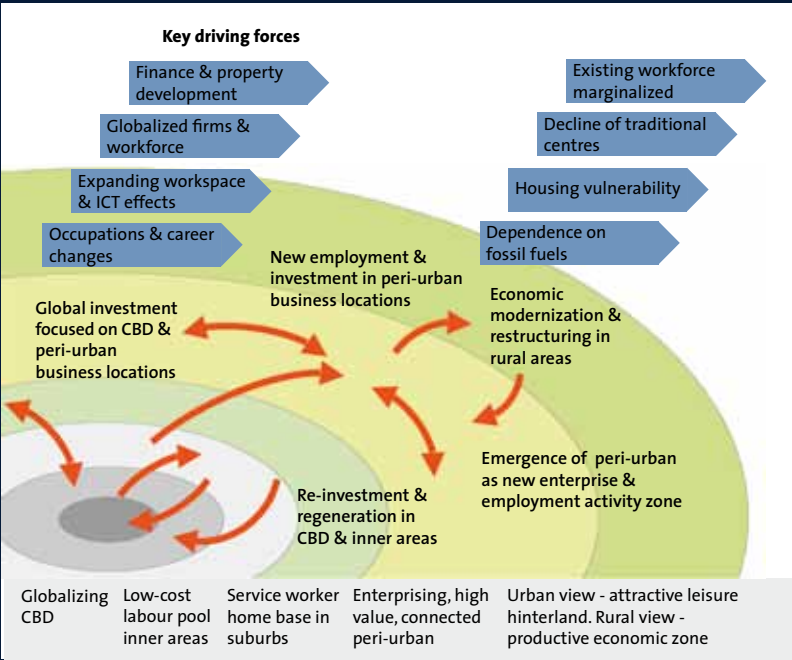 Key driving forces
Finance & property
development
Globalized firms &
workforce
Expanding workspace
& ICT effects
Occupations & career
changes
Existing workforce
marginalized
Decline of traditional
centres
Housing vulnerability
Dependence on
fossil fuels
New employment &
investment in peri-urban
business locations
Global investment
focused on CBD &
peri-urban
business locations
Economic
modernization &
restructuring in
rural areas
Emergence of peri-urban
as new enterprise &
employment activity zone
Re-investment &
regeneration in
CBD & inner areas
Globalizing
CBD
Low-cost
labour pool
inner areas
Service worker
home base in
suburbs
Enterprising, high
value, connected
peri-urban
Urban view - attractive leisure
hinterland. Rural view -
productive economic zone